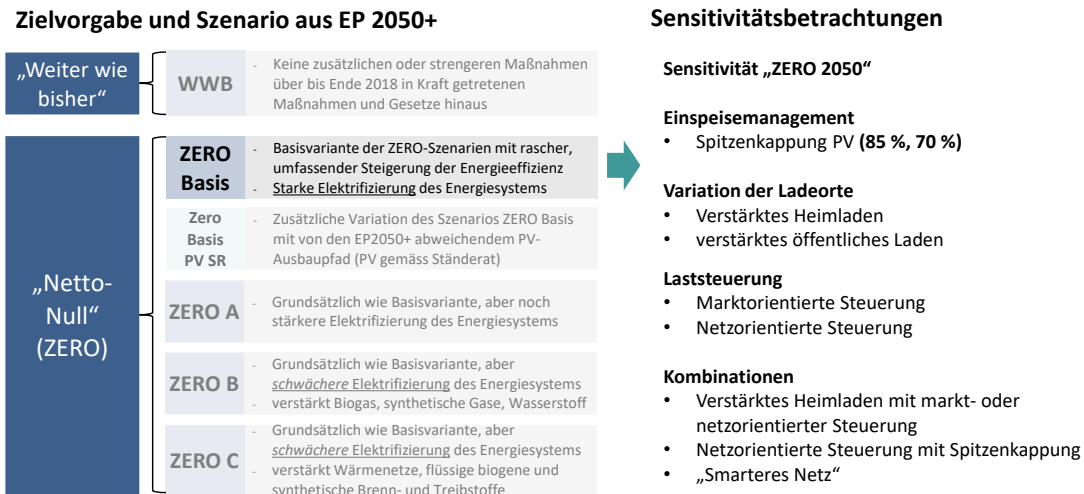 Zielvorgabe und Szenario aus EP 2050+
„Weiter wie
bisher“
WWB
- Keine zusätzlichen oder strengeren Maßnahmen
über bis Ende 2018 in Kraft getretenen
Maßnahmen und Gesetze hinaus
„Netto-
Null“
(ZERO)
ZERO
Basis
- Basisvariante der ZERO-Szenarien mit rascher,
umfassender Steigerung der Energieeffizienz
- Starke Elektrifizierung des Energiesystems
Zero
Basis
PV SR
- Zusätzliche Variation des Szenarios ZERO Basis
mit von den EP2050+ abweichendem PV-
Ausbaupfad (PV gemäss Ständerat)
ZERO A
- Grundsätzlich wie Basisvariante, aber noch
stärkere Elektrifizierung des Energiesystems
ZERO B
- Grundsätzlich wie Basisvariante, aber
schwächere Elektrifizierung des Energiesystems
- verstärkt Biogas, synthetische Gase, Wasserstoff
ZERO C
- Grundsätzlich wie Basisvariante, aber
schwächere Elektrifizierung des Energiesystems
- verstärkt Wärmenetze, flüssige biogene und
synthetische Brenn- und Treibstoffe
Sensitivitätsbetrachtungen
Sensitivität „ZERO 2050“
Einspeisemanagement
• Spitzenkappung PV (85 %, 70 %)
Variation der Ladeorte
• Verstärktes Heimladen
• verstärktes öffentliches Laden
Laststeuerung
• Marktorientierte Steuerung
• Netzorientierte Steuerung
Kombinationen
• Verstärktes Heimladen mit markt- oder
netzorientierter Steuerung
• Netzorientierte Steuerung mit Spitzenkappung
• „Smarteres Netz“